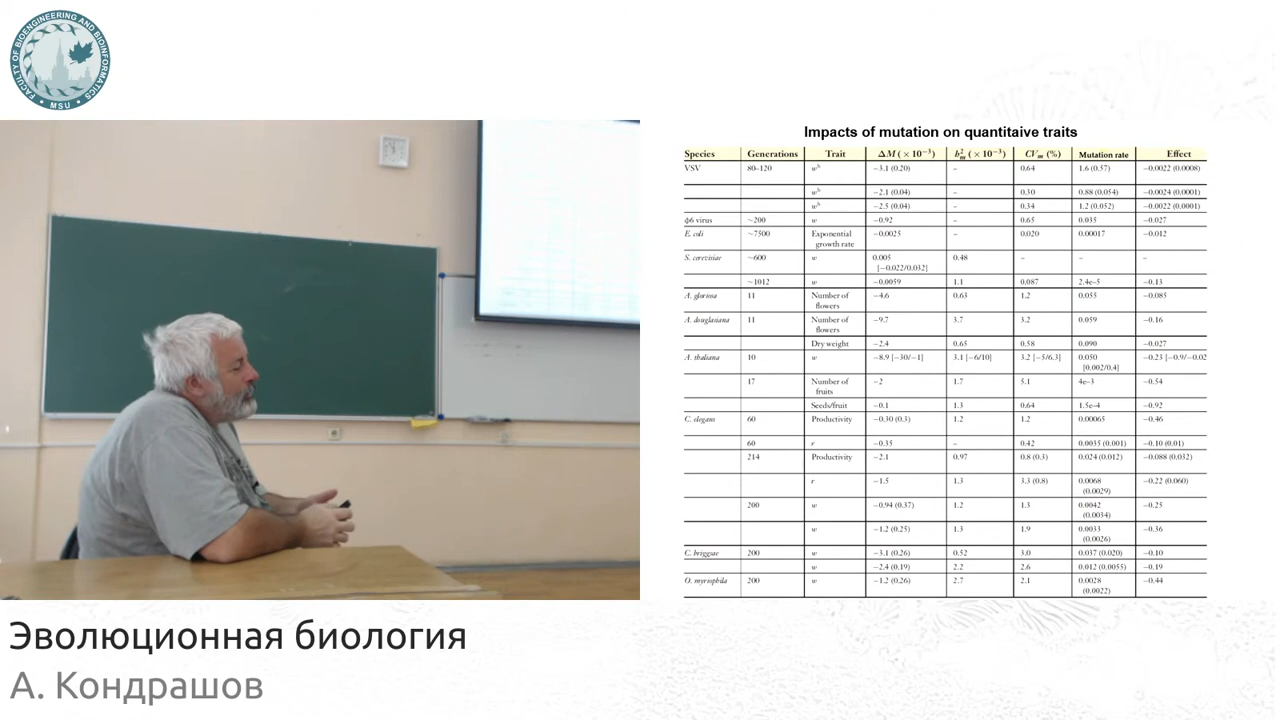 FACULTY OF BIOENGINEERING AND BIOINFORMATICS
• MSU •
Impacts of mutation on quantitaive traits
Species Generations Trait ΔM (×10⁻³) h²ₘ (×10⁻³) CVₘ (%) Mutation rate Effect
VSV 80–120 wᵇ −3.1 (0.20) – 0.64 1.6 (0.57) −0.0022 (0.0008)
wᵇ −2.1 (0.04) – 0.30 0.88 (0.054) −0.0024 (0.0001)
wᵇ −2.5 (0.04) – 0.34 1.2 (0.052) −0.0022 (0.0001)
ф6 virus ~200 w −0.92 – 0.65 0.035 −0.027
E. coli ~7500 Exponential −0.0025 – 0.020 0.00017 −0.012
growth rate
S. cerevisiae ~600 w 0.005 0.48 – – –
[−0.022/0.032]
~1012 w −0.0059 1.1 0.087 2.4e–5 −0.13
A. gloriosa 11 Number of −4.6 0.63 1.2 0.055 −0.085
flowers
A. douglasiana 11 Number of −9.7 3.7 3.2 0.059 −0.16
flowers
Dry weight −2.4 0.65 0.58 0.090 −0.027
A. thaliana 10 w −8.9 [−30/−1] 3.1 [−6/10] 3.2 [−5/6.3] 0.050 −0.23 [−0.9/−0.02
[0.002/0.4]
17 Number of −2 1.7 5.1 4e–3 −0.54
fruits
Seeds/fruit −0.1 1.3 0.64 1.5e–4 −0.92
C. elegans 60 Productivity −0.30 (0.3) 1.2 1.2 0.00065 −0.46
60 r −0.35 – 0.42 0.0035 (0.001) −0.10 (0.01)
214 Productivity −2.1 0.97 0.8 (0.3) 0.024 (0.012) −0.088 (0.032)
r −1.5 1.3 3.3 (0.8) 0.0068 −0.22 (0.060)
(0.0029)
200 w −0.94 (0.37) 1.2 1.3 0.0042 −0.25
(0.0034)
w −1.2 (0.25) 1.3 1.9 0.0033 −0.36
(0.0026)
C. briggsae 200 w −3.1 (0.26) 0.52 3.0 0.037 (0.020) −0.10
w −2.4 (0.19) 2.2 2.6 0.012 (0.0055) −0.19
O. myriophila 200 w −1.2 (0.26) 2.7 2.1 0.0028 −0.44
(0.0022)
Эволюционная биология
А. Кондрашов